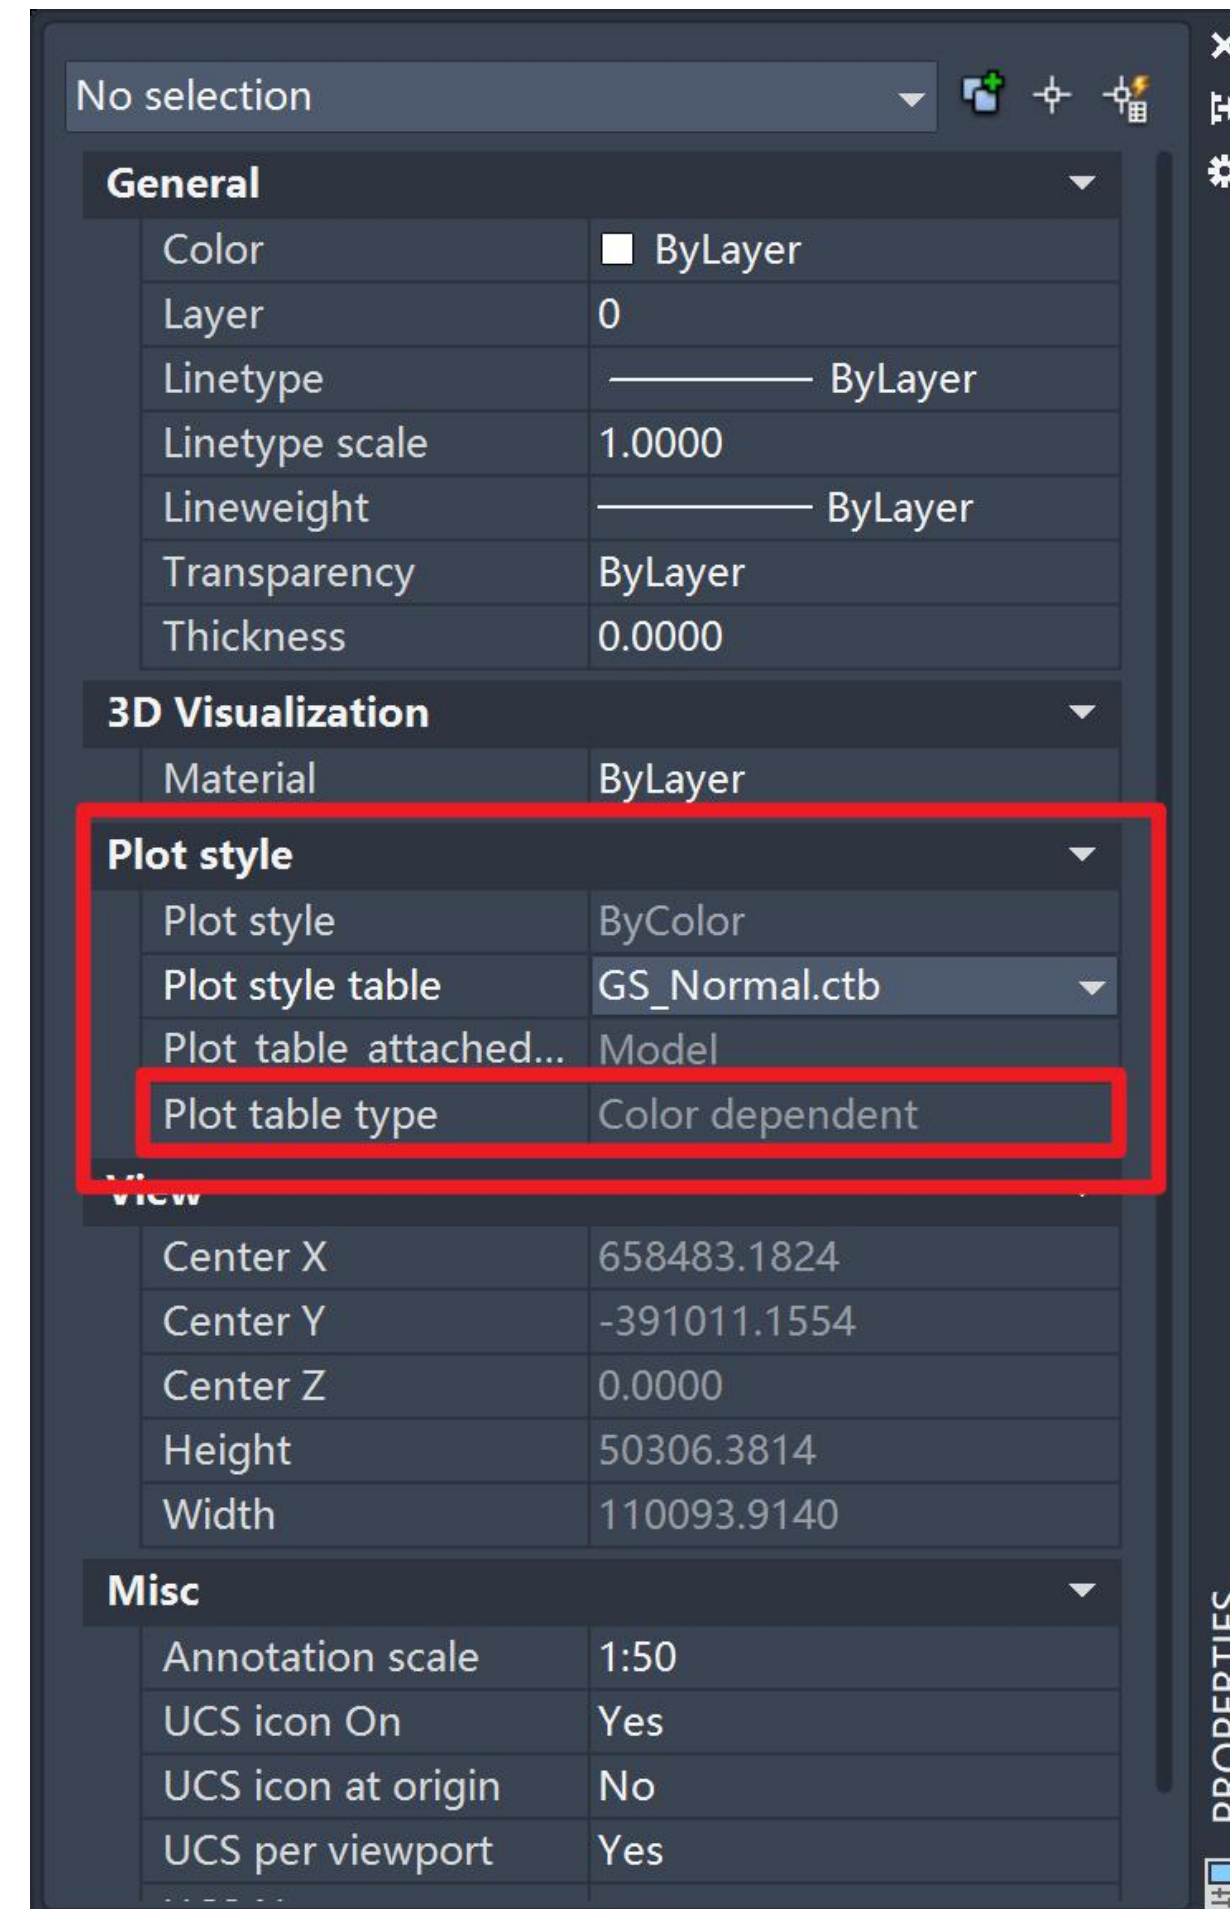 No selection
General
Color ByLayer
Layer 0
Linetype ByLayer
Linetype scale 1.0000
Lineweight ByLayer
Transparency ByLayer
Thickness 0.0000
3D Visualization
Material ByLayer
Plot style
Plot style ByColor
Plot style table GS_Normal.ctb
Plot table attached... Model
Plot table type Color dependent
View
Center X 658483.1824
Center Y -391011.1554
Center Z 0.0000
Height 50306.3814
Width 110093.9140
Misc
Annotation scale 1:50
UCS icon On Yes
UCS icon at origin No
UCS per viewport Yes
PROPERTIES